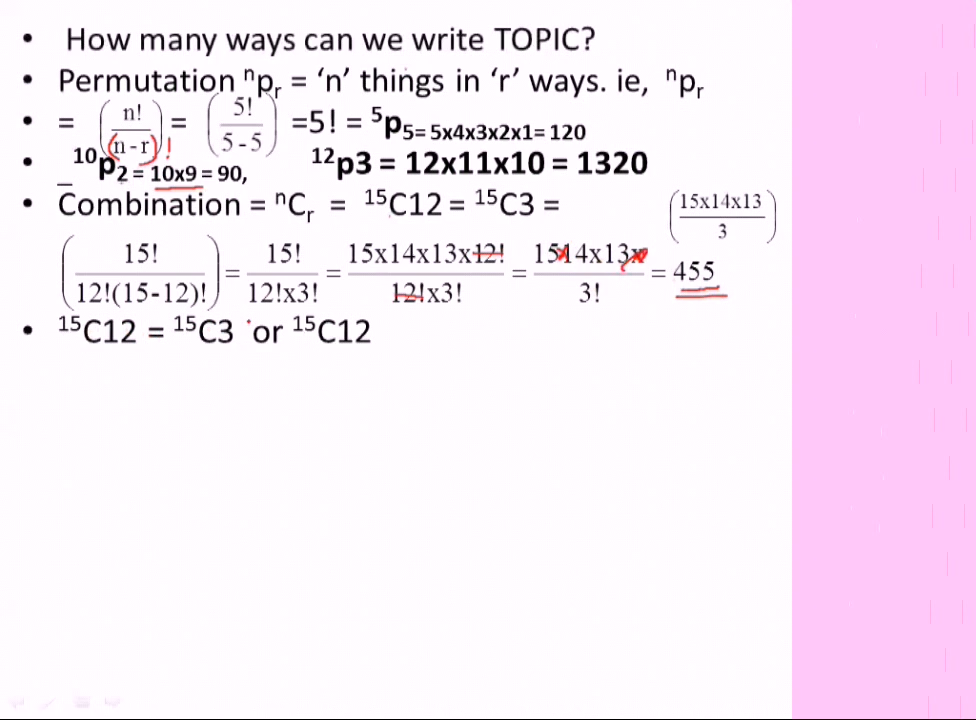 • How many ways can we write TOPIC?
• Permutation ⁿpᵣ = ‘n’ things in ‘r’ ways. ie, ⁿpᵣ
• = (n!/(n-r)!) = (5!/5-5) =5! = ⁵p₅= 5x4x3x2x1= 120
• _¹⁰p₂ = 10x9 = 90, ¹²p3 = 12x11x10 = 1320
• Combination = ⁿCᵣ = ¹⁵C12 = ¹⁵C3 = (15x14x13/3)
(15!/12!(15-12)!) = 15!/12!x3! = 15x14x13x12!/12!x3! = 15x14x13x/3! = 455
• ¹⁵C12 = ¹⁵C3 or ¹⁵C12